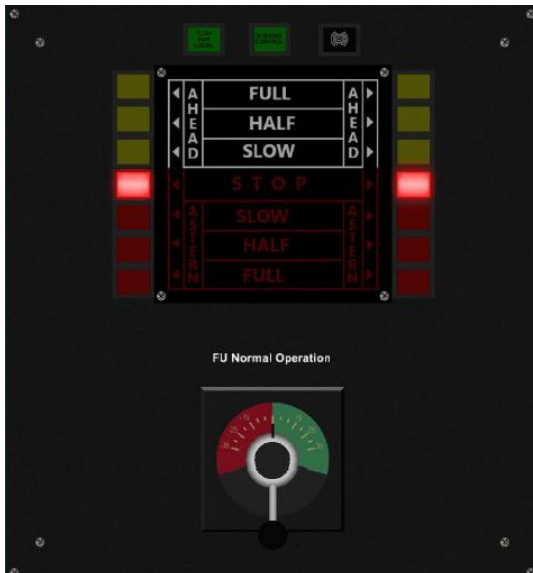 AHEAD
FULL
HALF
SLOW
AHEAD
STOP
ASTERN
SLOW
HALF
FULL
ASTERN
FU Normal Operation